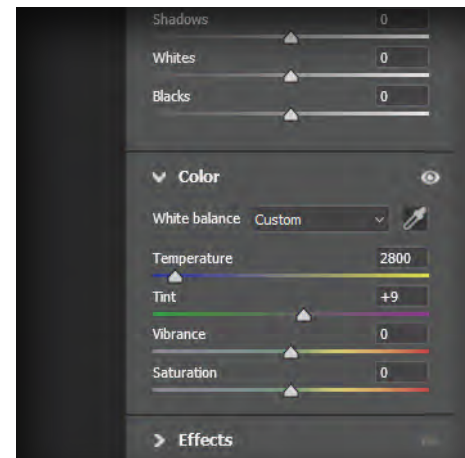 Shadows 0
Whites 0
Blacks 0
Color
White balance Custom
Temperature 2800
Tint +9
Vibrance 0
Saturation 0
Effects